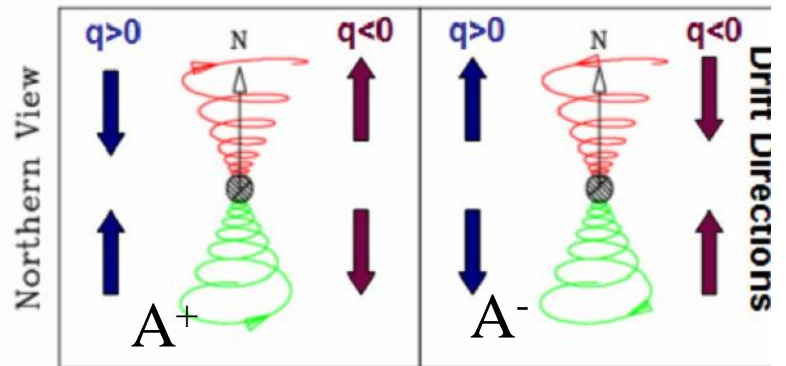 q>0
N
q<0
A⁺
q>0
N
q<0
A⁻
Northern View
Drift Directions